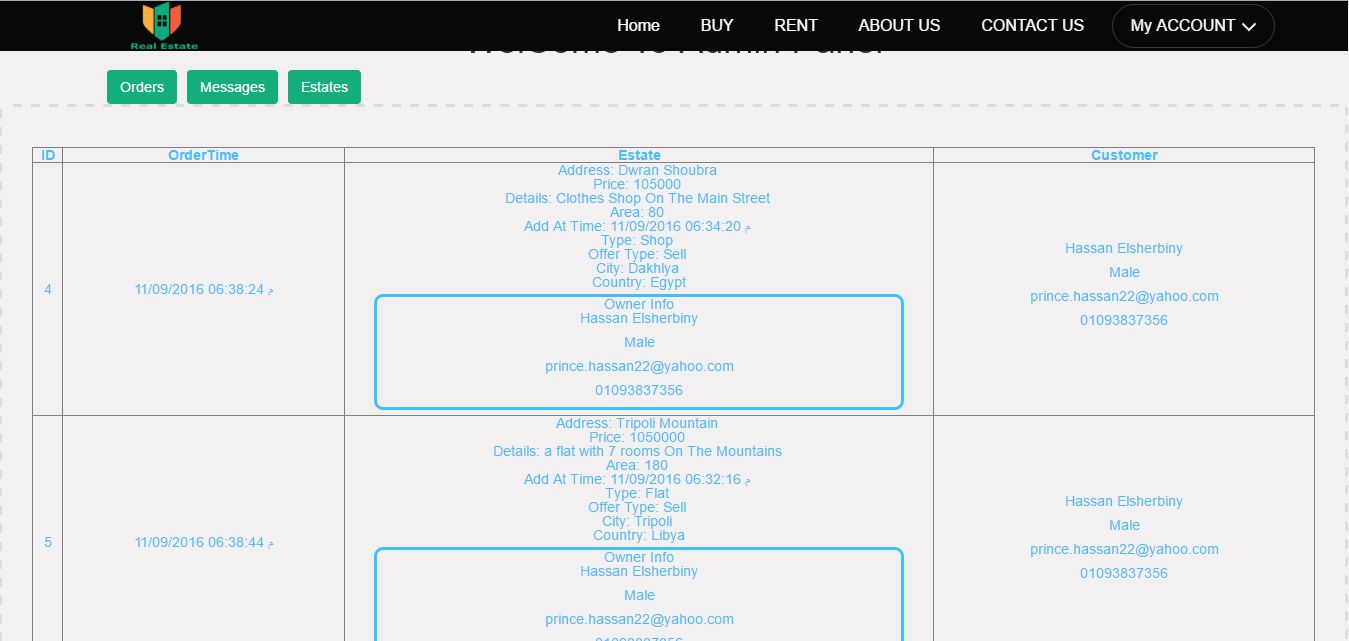 Real Estate
Home BUY RENT ABOUT US CONTACT US My ACCOUNT
Welcome To Admin Panel
Orders Messages Estates
ID OrderTime Estate Customer
4
11/09/2016 06:38:24 م
Address: Dwran Shoubra
Price: 105000
Details: Clothes Shop On The Main Street
Area: 80
Add At Time: 11/09/2016 06:34:20 م
Type: Shop
Offer Type: Sell
City: Dakhlya
Country: Egypt
Owner Info
Hassan Elsherbiny
Male
prince.hassan22@yahoo.com
01093837356
Hassan Elsherbiny
Male
prince.hassan22@yahoo.com
01093837356
5
11/09/2016 06:38:44 م
Address: Tripoli Mountain
Price: 1050000
Details: a flat with 7 rooms On The Mountains
Area: 180
Add At Time: 11/09/2016 06:32:16 م
Type: Flat
Offer Type: Sell
City: Tripoli
Country: Libya
Owner Info
Hassan Elsherbiny
Male
prince.hassan22@yahoo.com
01093837356
Hassan Elsherbiny
Male
prince.hassan22@yahoo.com
01093837356